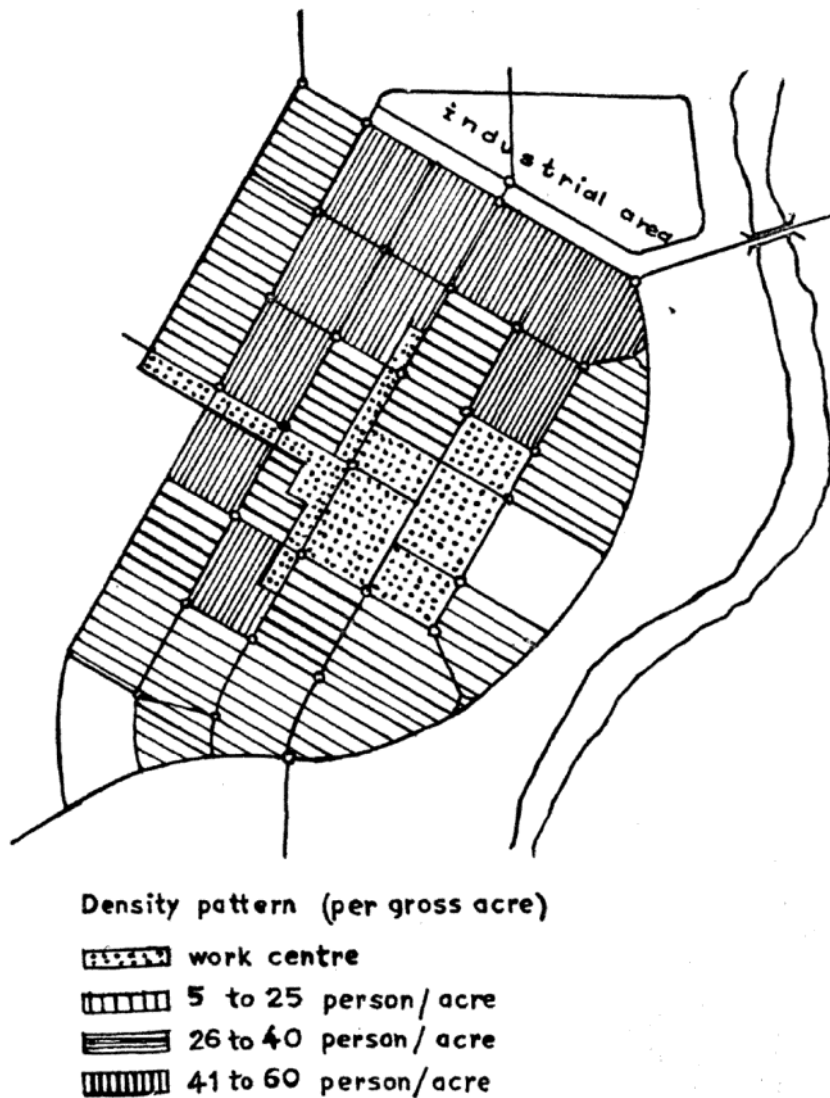 industrial area
Density pattern (per gross acre)
work centre
5 to 25 person/acre
26 to 40 person/acre
41 to 60 person/acre